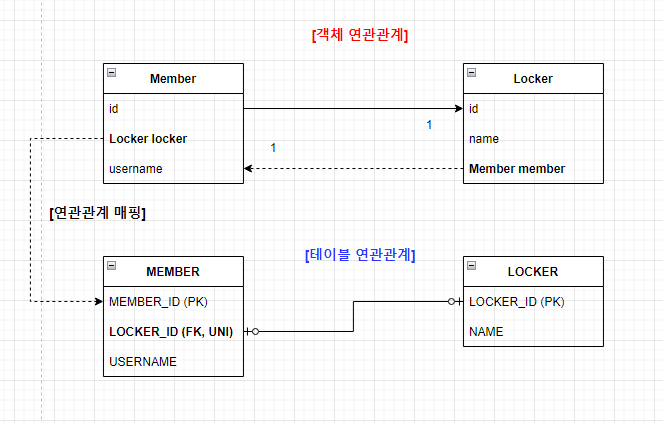 [객체 연관관계]
Member
id
Locker locker
username
Locker
id
name
Member member
1
1
[연관관계 매핑]
[테이블 연관관계]
MEMBER
MEMBER_ID (PK)
LOCKER_ID (FK, UNI)
USERNAME
LOCKER
LOCKER_ID (PK)
NAME